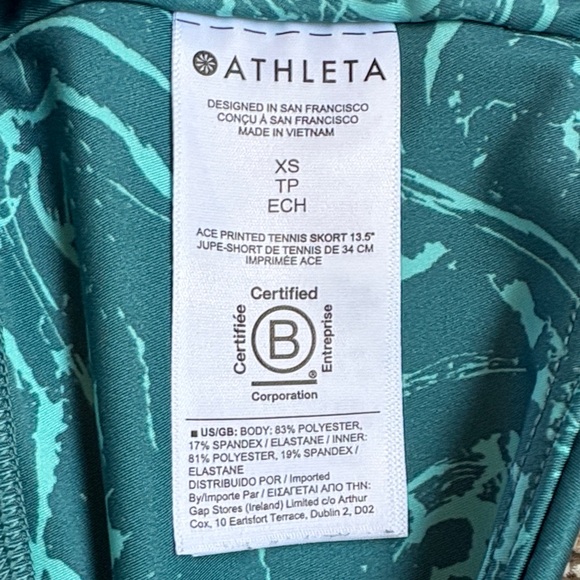 ATHLETA
DESIGNED IN SAN FRANCISCO
CONÇU À SAN FRANCISCO
MADE IN VIETNAM
XS
TP
ECH
ACE PRINTED TENNIS SKORT 13.5"
JUPE-SHORT DE TENNIS DE 34 CM
IMPRIMÉE ACE
Certified
Certifiée
B
Entreprise
®
Corporation
US/GB: BODY: 83% POLYESTER,
17% SPANDEX / ELASTANE / INNER:
81% POLYESTER, 19% SPANDEX /
ELASTANE
DISTRIBUIDO POR / Imported
By/Importe Par / ΕΙΣΑΓΕΤΑΙ ΑΠΟ ΤΗΝ:
Gap Stores (Ireland) Limited c/o Arthur
Cox, 10 Earlsfort Terrace, Dublin 2, D02